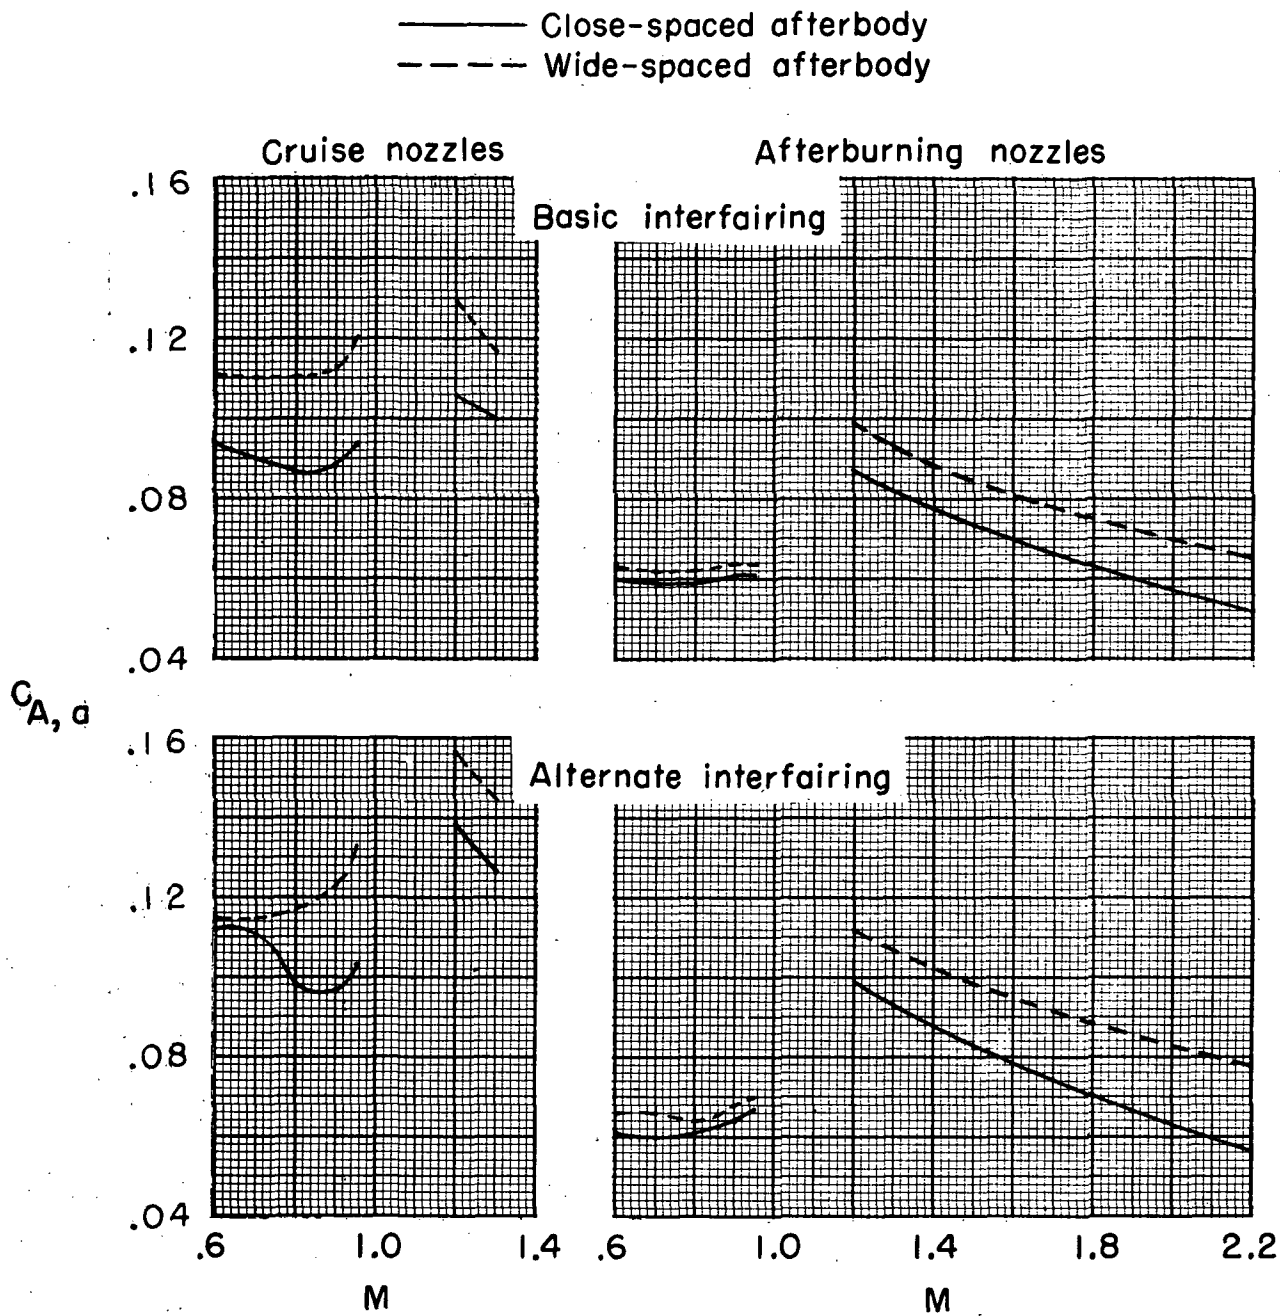 Close-spaced afterbody
Wide-spaced afterbody
Cruise nozzles
Afterburning nozzles
Basic interfairing
.16
.12
.08
.04
C_A, a
Alternate interfairing
.16
.12
.08
.04
.6 1.0 1.4
.6 1.0 1.4 1.8 2.2
M
M